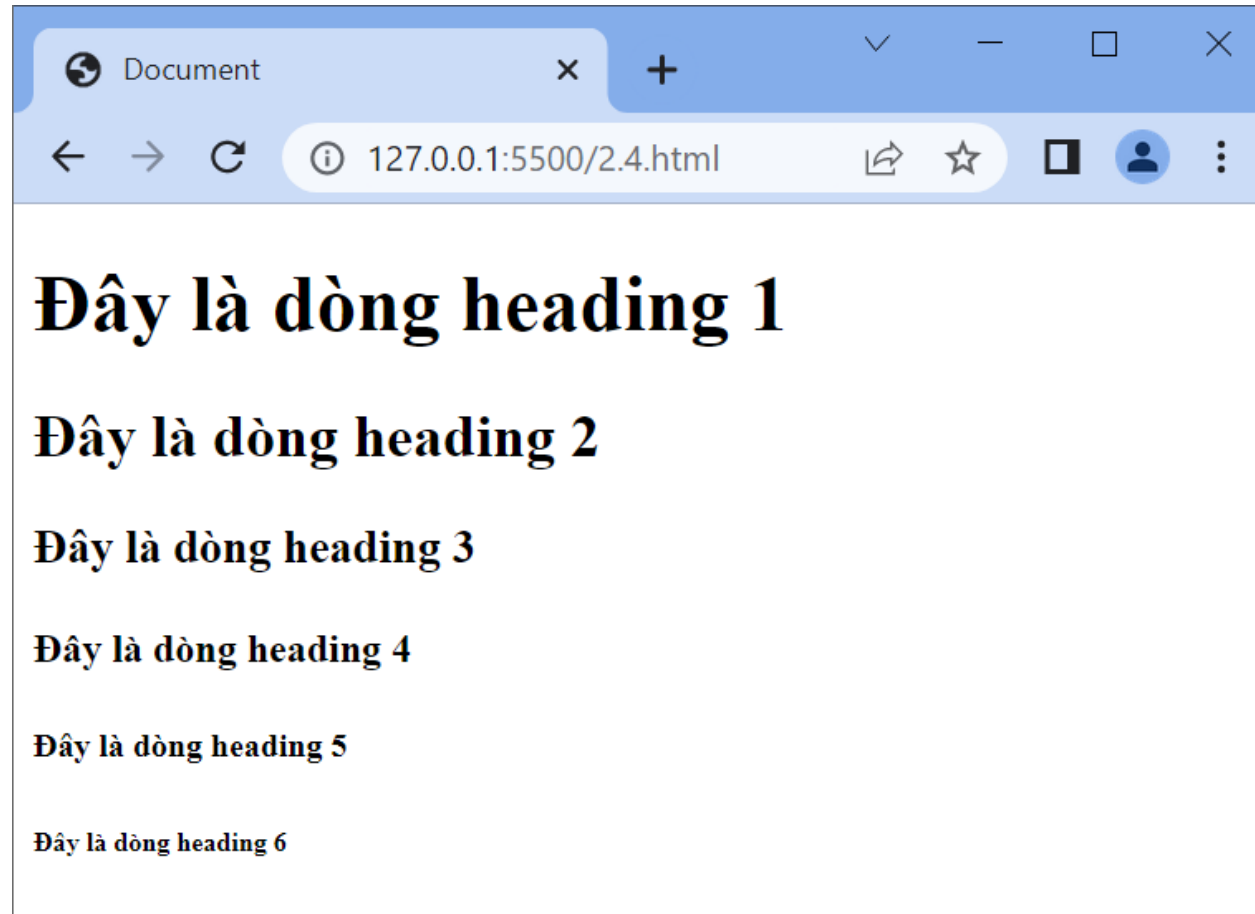 Document
127.0.0.1:5500/2.4.html
Đây là dòng heading 1
Đây là dòng heading 2
Đây là dòng heading 3
Đây là dòng heading 4
Đây là dòng heading 5
Đây là dòng heading 6